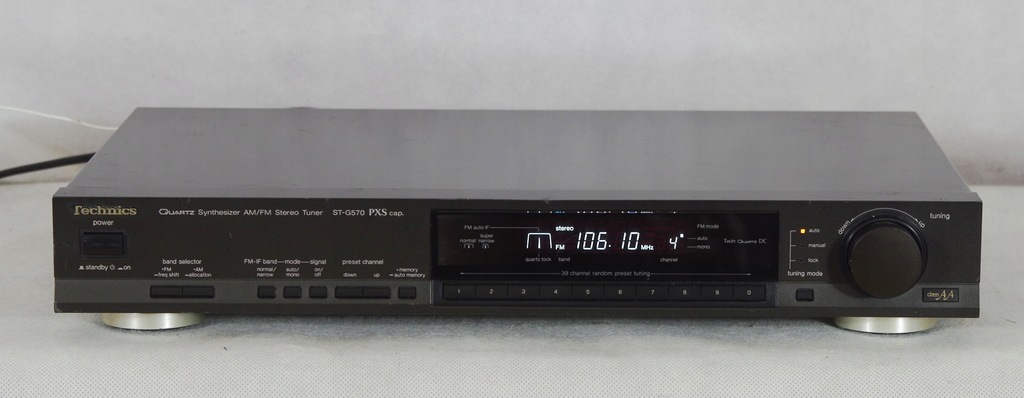 Technics
QUARTZ Synthesizer AM/FM Stereo Tuner ST-G570 PXS cap.
power
standby on
band selector
FM AM
freq shift allocation
FM-IF band mode signal
normal/ auto/ on/
narrow mono off
preset channel
down up
memory
auto memory
FM auto IF
super
normal narrow
stereo
FM 106.10 MHz 4
quartz lock band channel
FM mode
auto
mono
Twin Quartz DC
39 channel random preset tuning
1 2 3 4 5 6 7 8 9 0
auto
manual
lock
tuning mode
down up
tuning
class AA